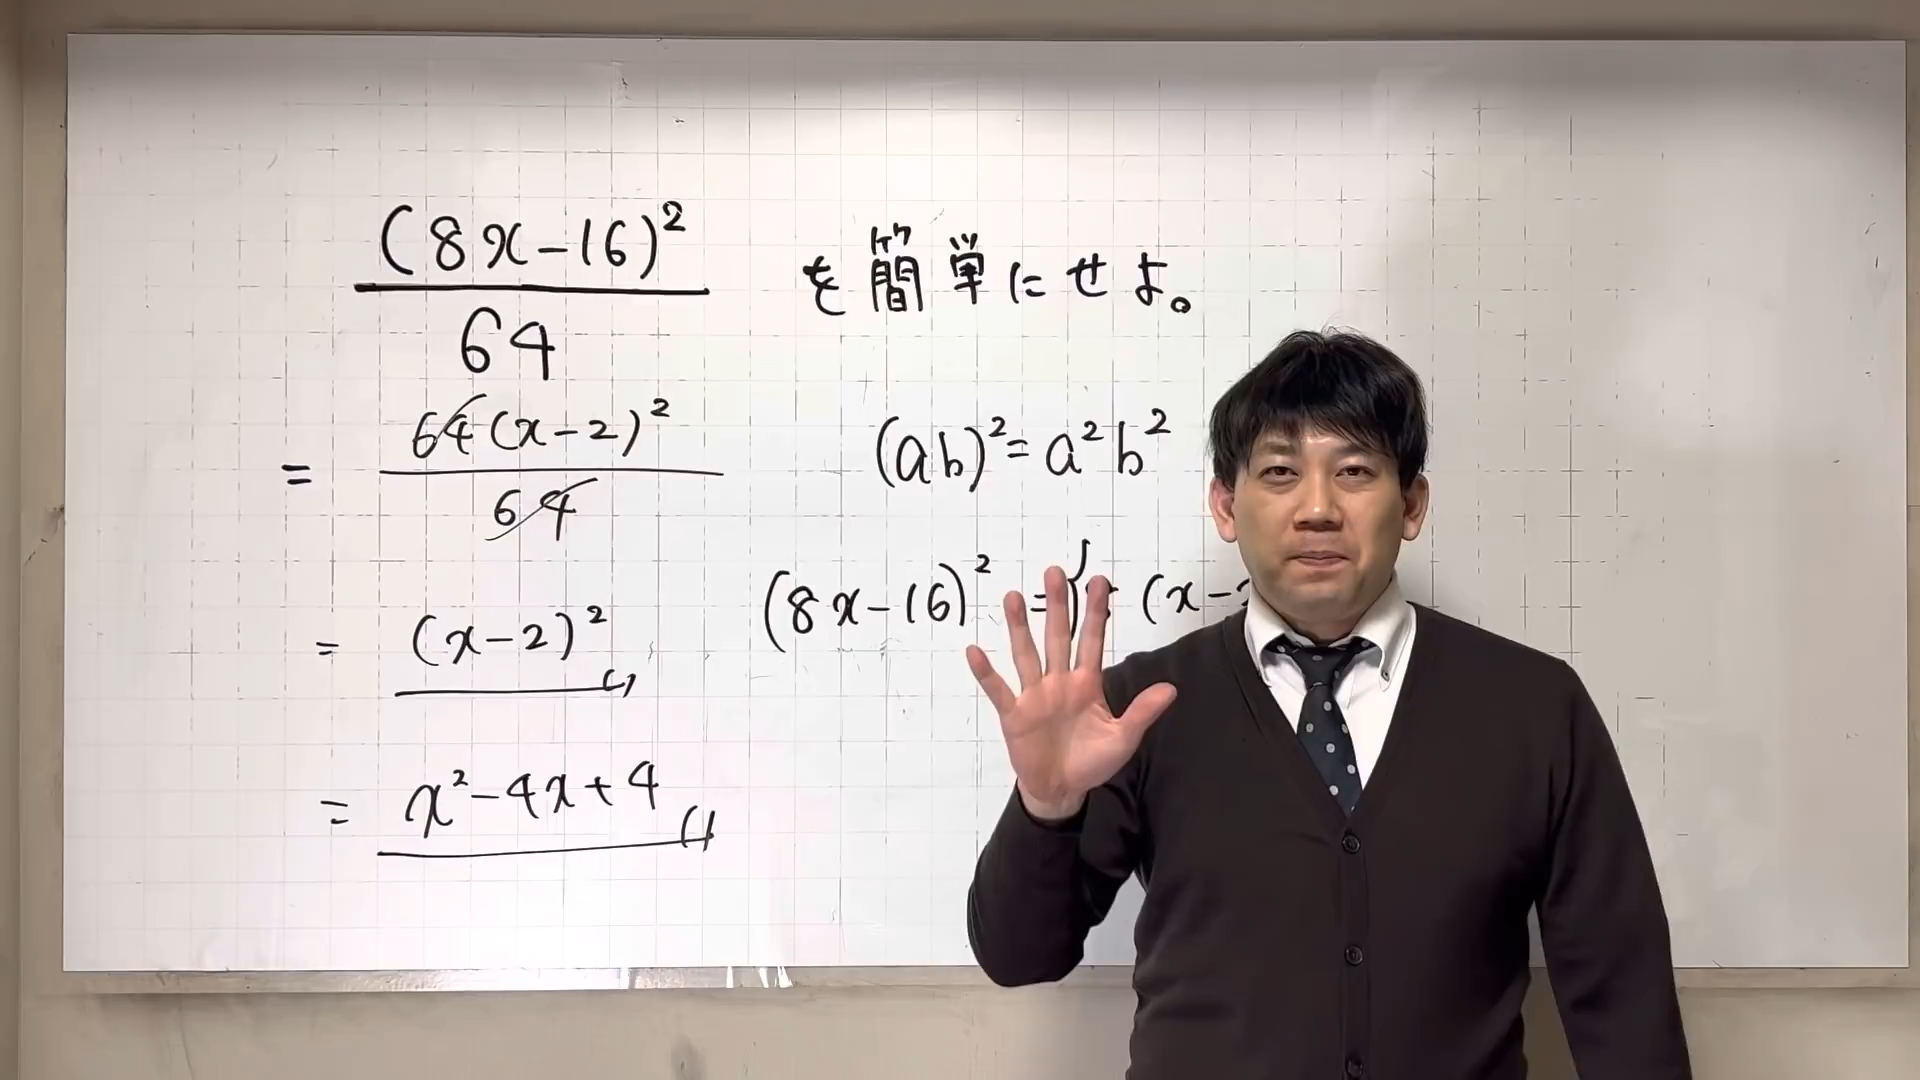 (8x-16)² / 64 を簡単にせよ。
= 64(x-2)² / 64
= (x-2)²
= x²-4x+4
(ab)² = a²b²
(8x-16)² = { (x-